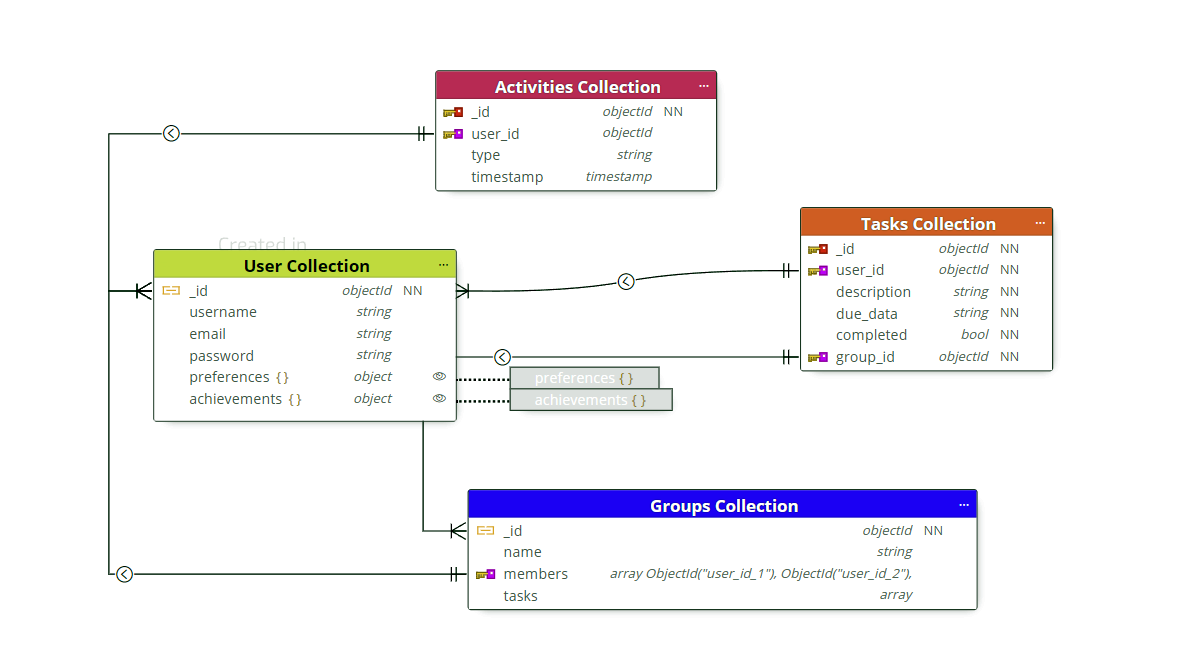 Activities Collection ...
_id objectId NN
user_id objectId
type string
timestamp timestamp
Tasks Collection ...
_id objectId NN
user_id objectId NN
description string NN
due_data string NN
completed bool NN
group_id objectId NN
Created in
User Collection ...
_id objectId NN
username string
email string
password string
preferences { } object
achievements { } object
preferences { }
achievements { }
Groups Collection ...
_id objectId NN
name string
members array ObjectId("user_id_1"), ObjectId("user_id_2"),
tasks array